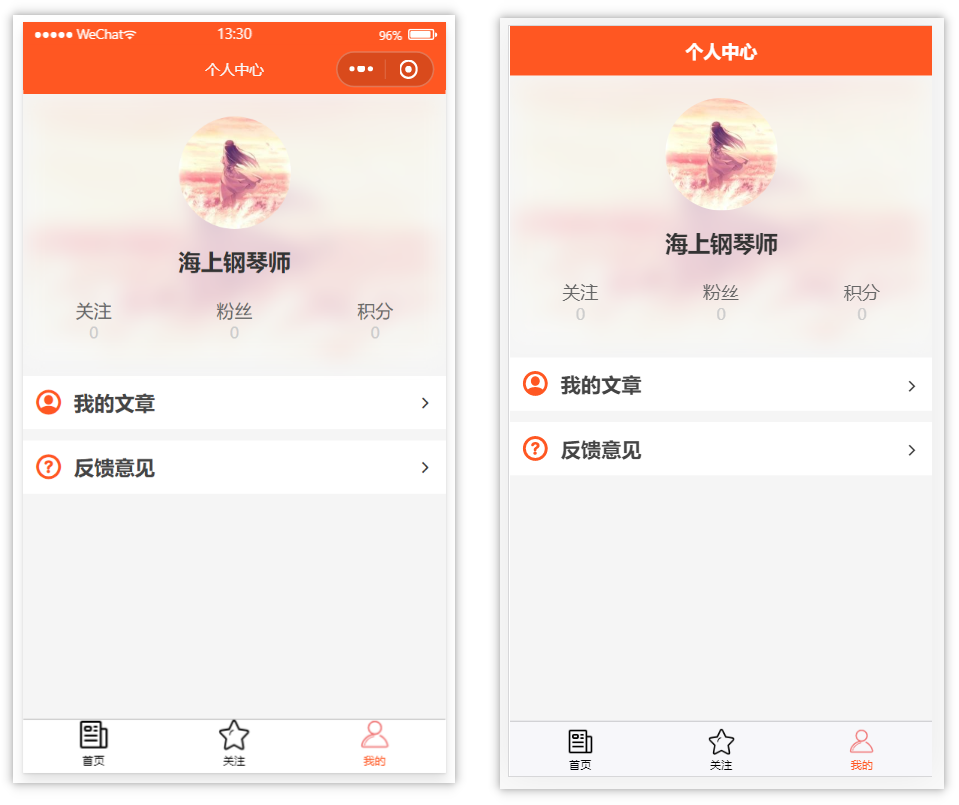 WeChat 13:30 96%
个人中心
海上钢琴师
关注 粉丝 积分
0 0 0
我的文章
反馈意见
首页 关注 我的
个人中心
海上钢琴师
关注 粉丝 积分
0 0 0
我的文章
反馈意见
首页 关注 我的